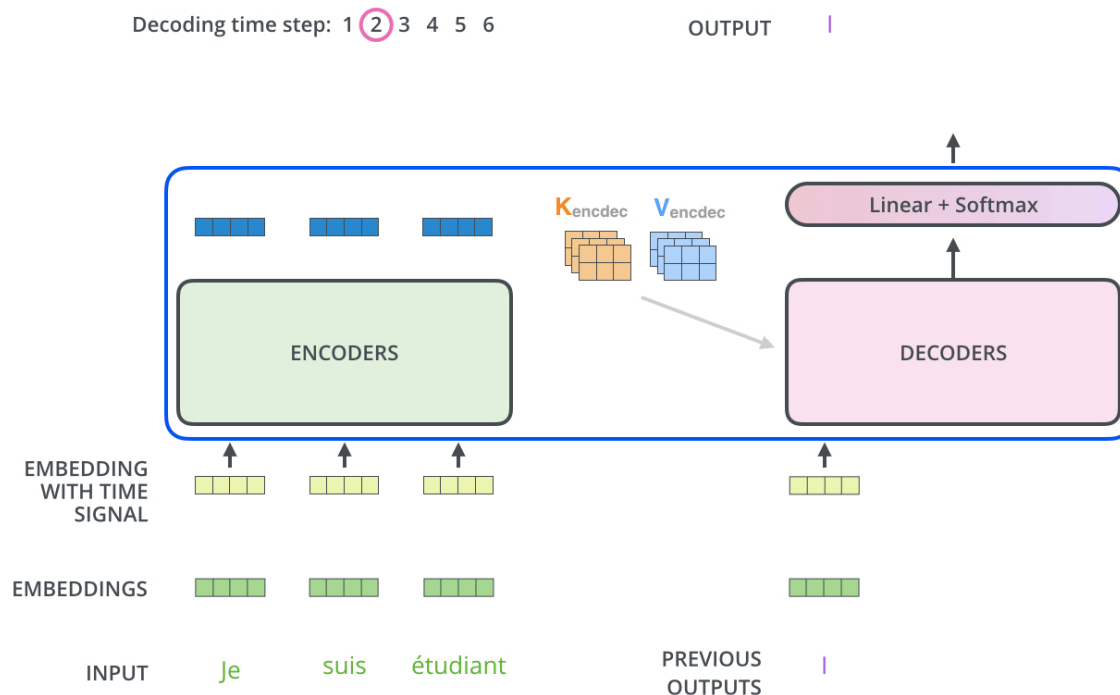 Decoding time step: 1 2 3 4 5 6
OUTPUT I
Kencdec Vencdec
Linear + Softmax
ENCODERS
DECODERS
EMBEDDING
WITH TIME
SIGNAL
EMBEDDINGS
INPUT Je suis étudiant
PREVIOUS
OUTPUTS I